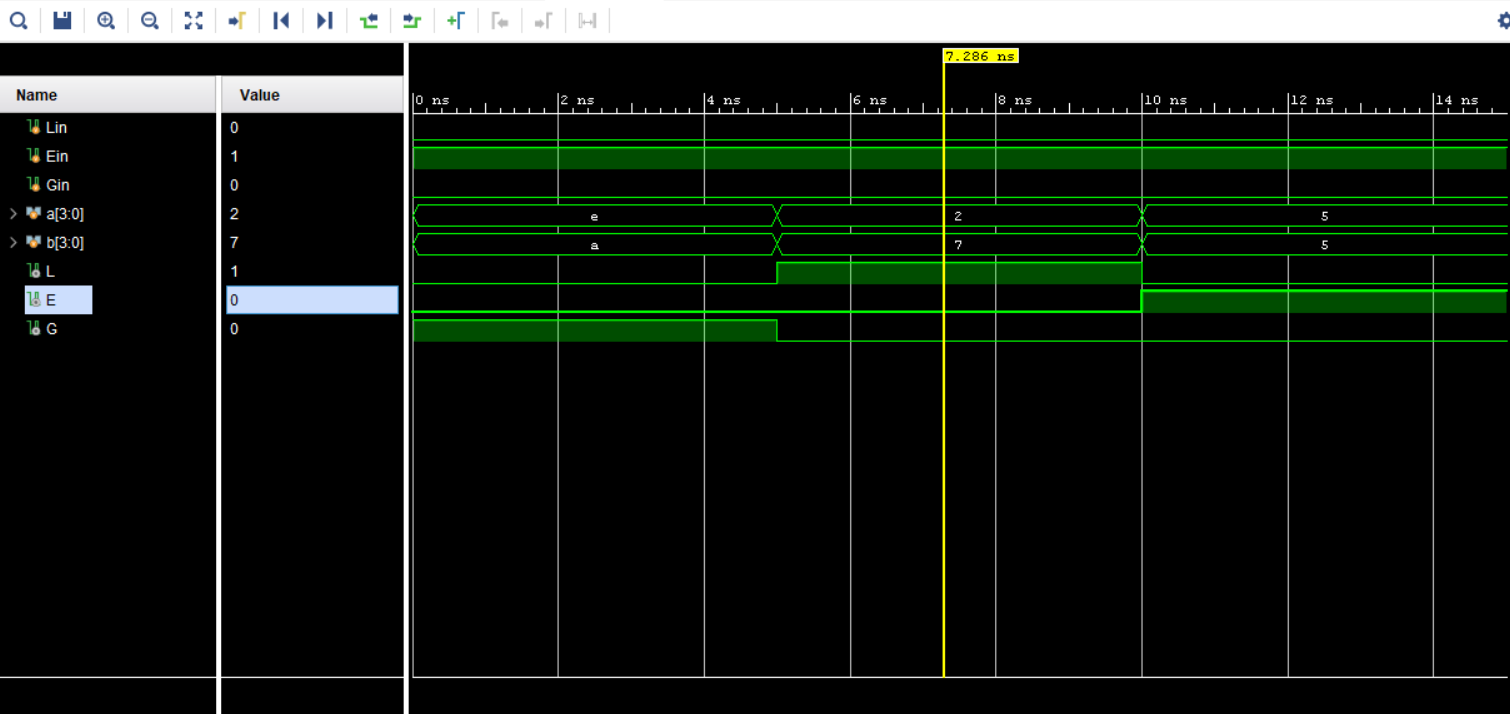 7.286 ns
Name Value
0 ns 2 ns 4 ns 6 ns 8 ns 10 ns 12 ns 14 ns
Lin 0
Ein 1
Gin 0
a[3:0] 2 e 2 5
b[3:0] 7 a 7 5
L 1
E 0
G 0